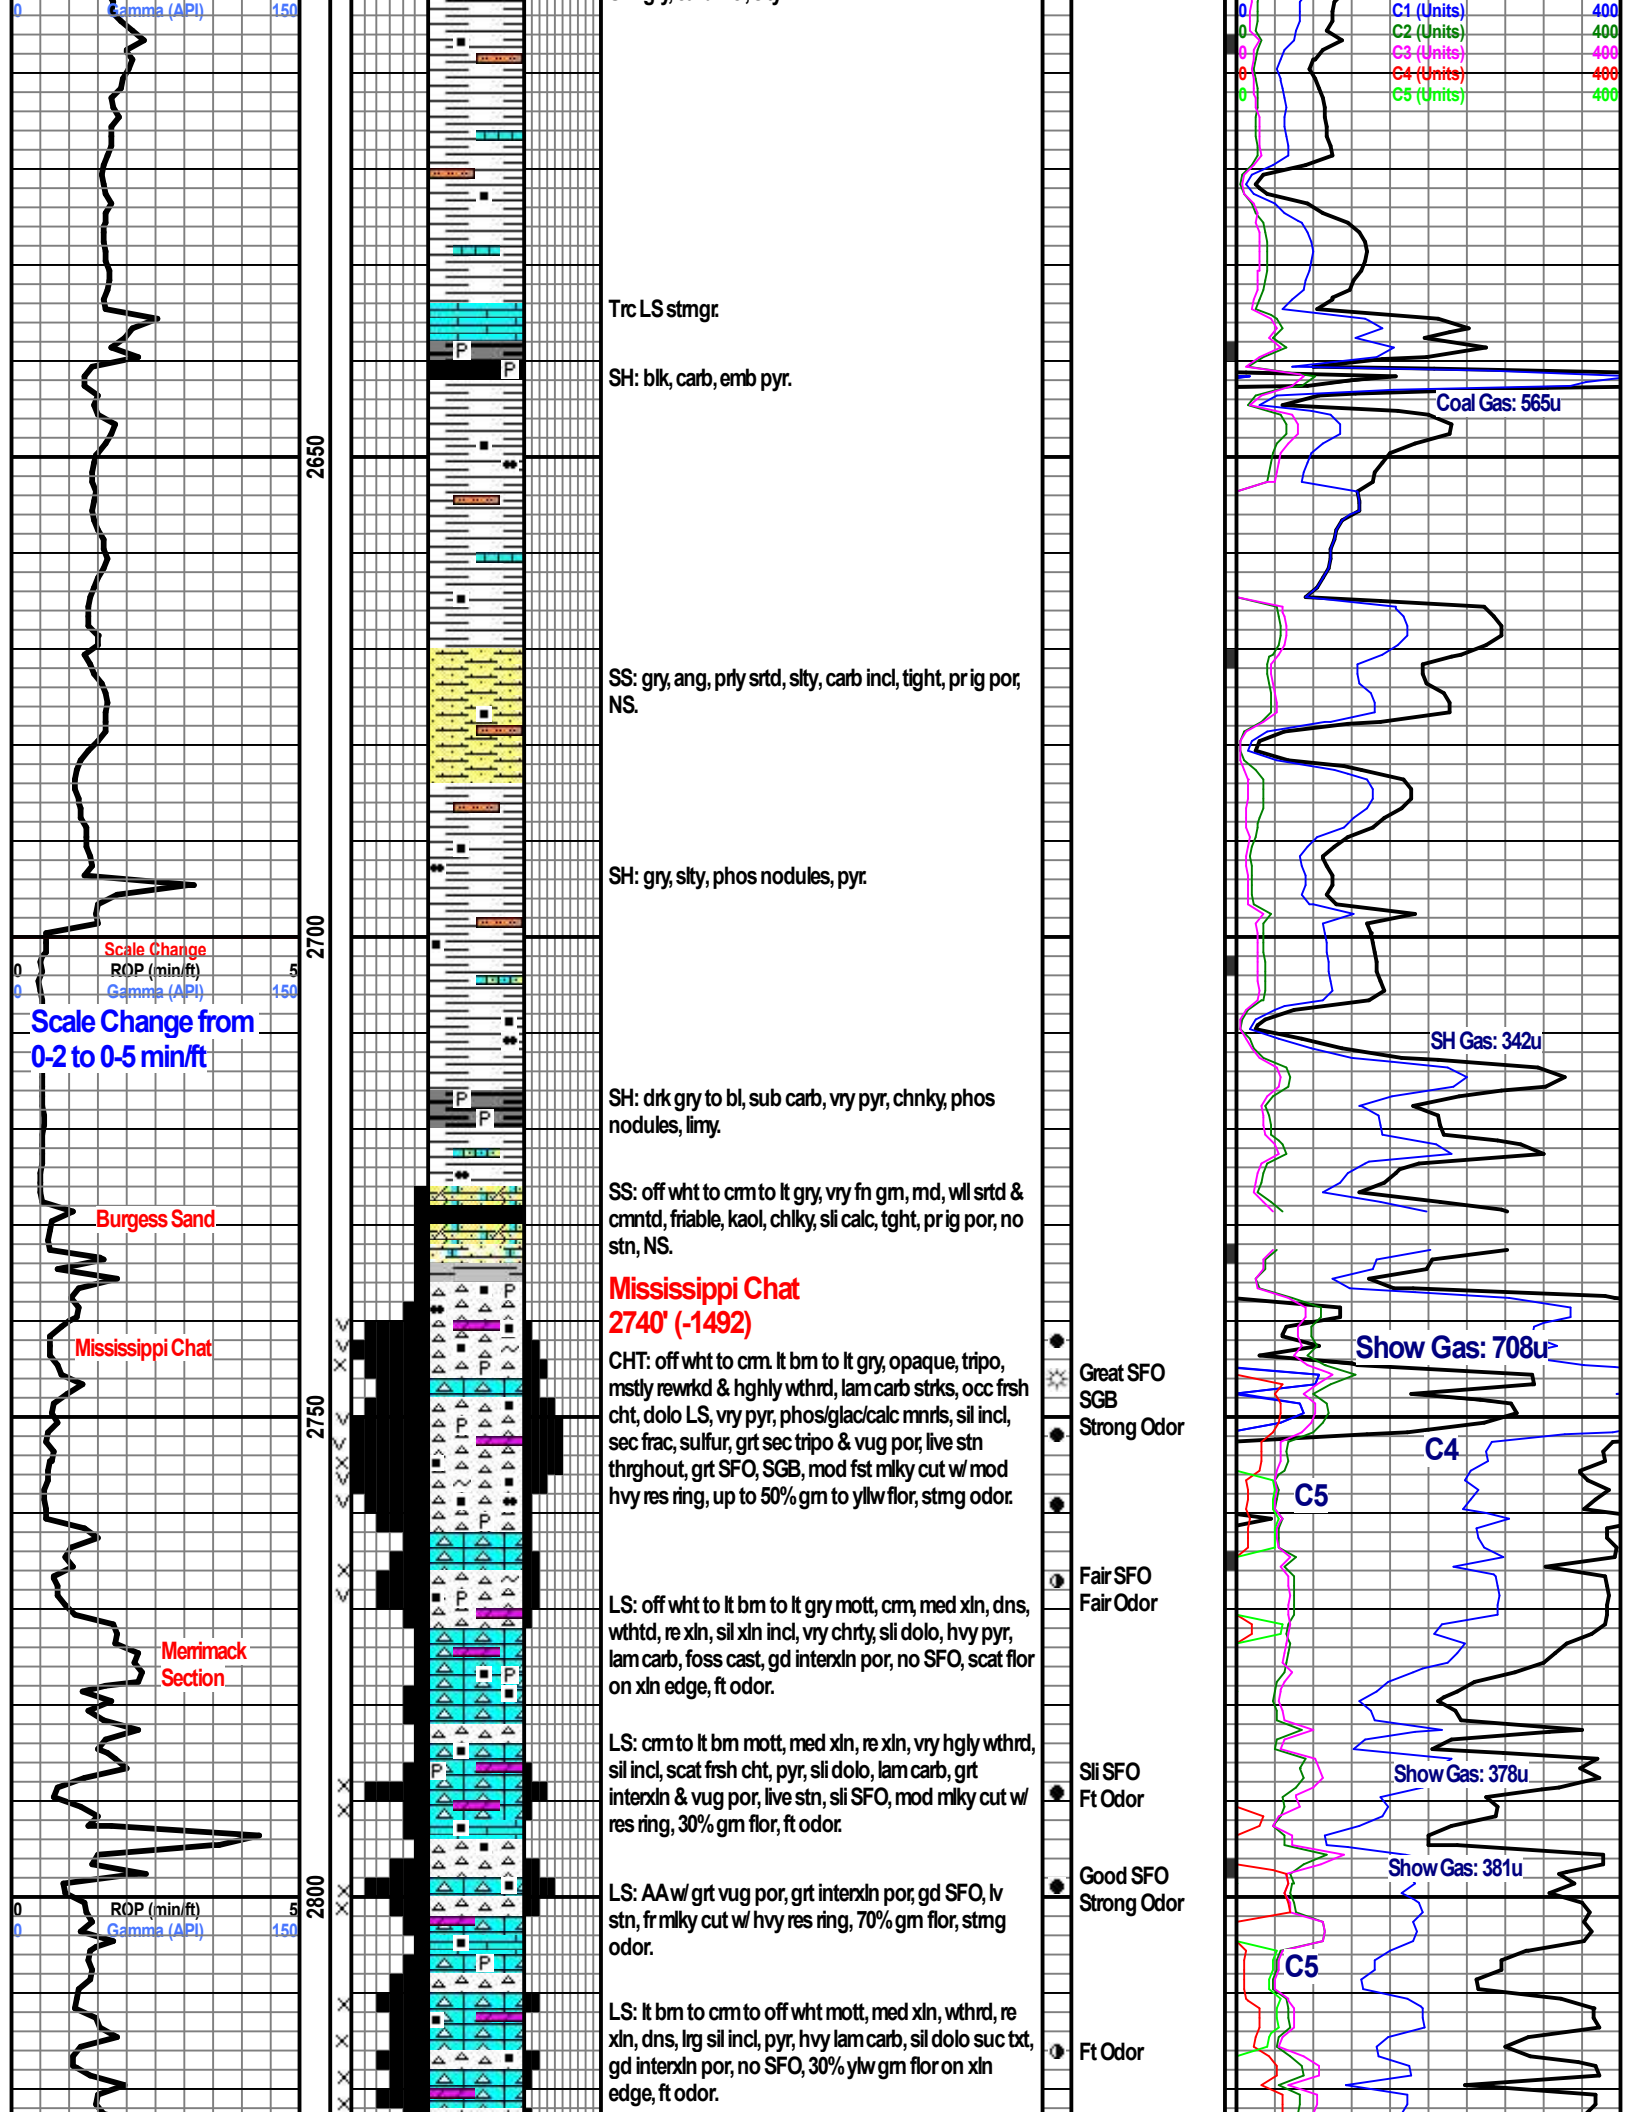 0 Gamma (API) 150
C1 (Units) 400
0 C2 (Units) 400
0 C3 (Units) 400
0 C4 (Units) 400
0 C5 (Units) 400
Trc LS strngr.
P
P
SH: blk, carb, emb pyr.
Coal Gas: 565u
2650
SS: gry, ang, prly srtd, slty, carb incl, tight, pr ig por,
NS.
SH: gry, slty, phos nodules, pyr.
2700
Scale Change
0 ROP (min/ft) 5
0 Gamma (API) 150
Scale Change from
0-2 to 0-5 min/ft
SH Gas: 342u
P
P
SH: drk gry to bl, sub carb, vry pyr, chnky, phos
nodules, limy.
Burgess Sand
SS: off wht to crm to lt gry, vry fn grn, rnd, wll srtd &
cmntd, friable, kaol, chlky, sli calc, tght, pr ig por, no
stn, NS.
Mississippi Chat
2740' (-1492)
Mississippi Chat
Show Gas: 708u
CHT: off wht to crm. lt brn to lt gry, opaque, tripo,
mstly rewrkd & hghly wthrd, lam carb strks, occ frsh
cht, dolo LS, vry pyr, phos/glac/calc mnrls, sil incl,
sec frac, sulfur, grt sec tripo & vug por, live stn
thrghout, grt SFO, SGB, mod fst mlky cut w/ mod
hvy res ring, up to 50% grn to yllw flor, strng odor.
Great SFO
SGB
Strong Odor
2750
C4
C5
Fair SFO
Fair Odor
LS: off wht to lt brn to lt gry mott, crm, med xln, dns,
wthtd, re xln, sil xln incl, vry chrty, sli dolo, hvy pyr,
lam carb, foss cast, gd interxln por, no SFO, scat flor
on xln edge, ft odor.
Merrimack
Section
LS: crm to lt brn mott, med xln, re xln, vry hgly wthrd,
sil incl, scat frsh cht, pyr, sli dolo, lam carb, grt
interxln & vug por, live stn, sli SFO, mod mlky cut w/
res ring, 30% grn flor, ft odor.
Sli SFO
Ft Odor
Show Gas: 378u
Show Gas: 381u
LS: AA w/ grt vug por, grt interxln por, gd SFO, lv
stn, fr mlky cut w/ hvy res ring, 70% grn flor, strng
odor.
Good SFO
Strong Odor
2800
0 ROP (min/ft) 5
0 Gamma (API) 150
C5
LS: lt brn to crm to off wht mott, med xln, wthrd, re
xln, dns, lrg sil incl, pyr, hvy lam carb, sil dolo suc txt,
gd interxln por, no SFO, 30% ylw grn flor on xln
edge, ft odor.
Ft Odor